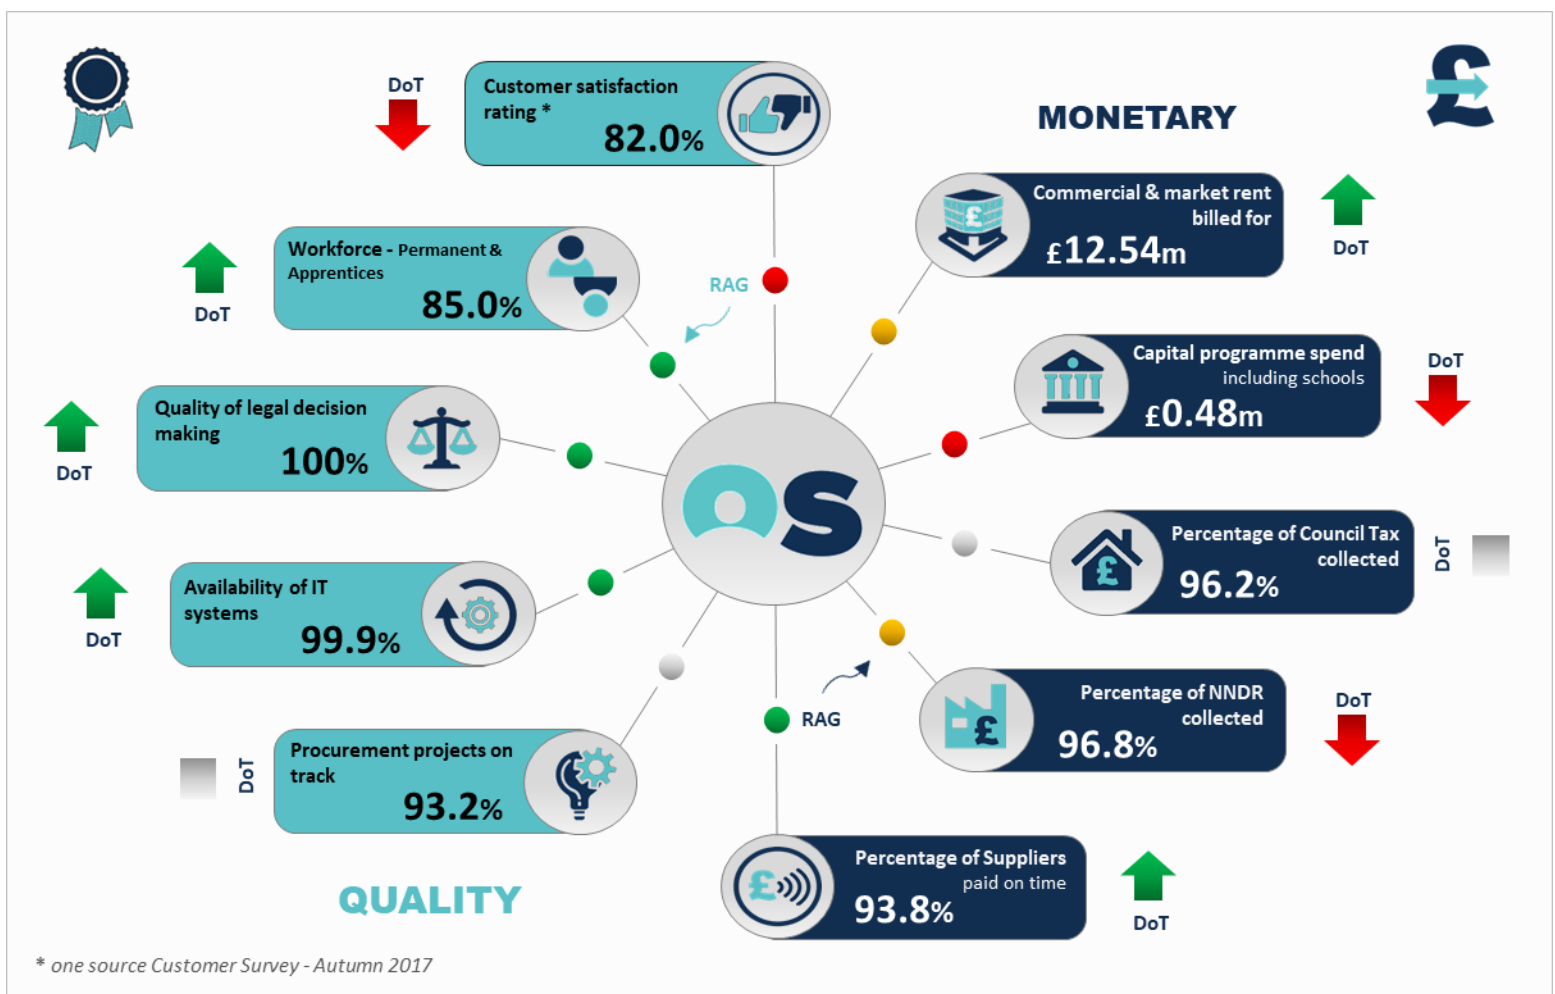 DoT
Customer satisfaction
rating *
82.0%
MONETARY
£
Commercial & market rent
billed for
£12.54m
£
DoT
Workforce - Permanent &
Apprentices
85.0%
DoT
RAG
Capital programme spend
including schools
£0.48m
DoT
Quality of legal decision
making
100%
DoT
OS
Percentage of Council Tax
collected
96.2%
£
DoT
Availability of IT
systems
99.9%
DoT
Percentage of NNDR
collected
96.8%
£
DoT
RAG
Procurement projects on
track
93.2%
DoT
Percentage of Suppliers
paid on time
93.8%
£
DoT
QUALITY
* one source Customer Survey - Autumn 2017